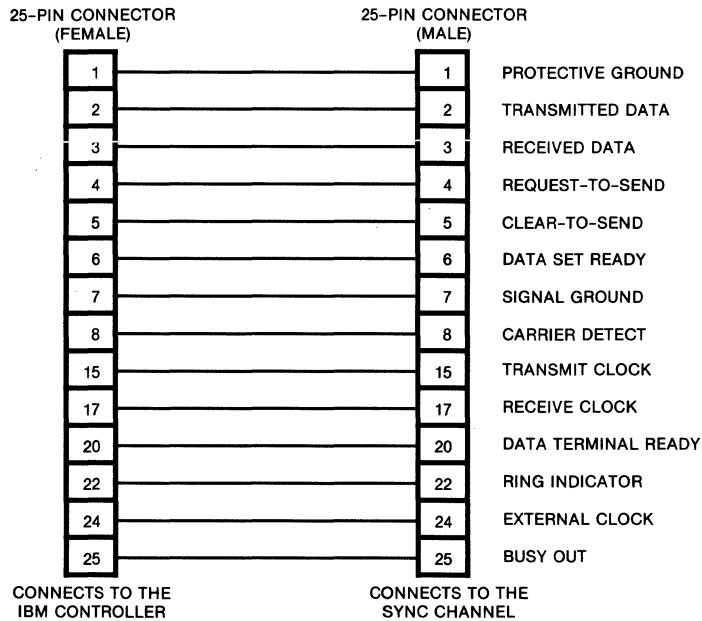 25-PIN CONNECTOR 25-PIN CONNECTOR
(FEMALE) (MALE)
1 1 PROTECTIVE GROUND
2 2 TRANSMITTED DATA
3 3 RECEIVED DATA
4 4 REQUEST-TO-SEND
5 5 CLEAR-TO-SEND
6 6 DATA SET READY
7 7 SIGNAL GROUND
8 8 CARRIER DETECT
15 15 TRANSMIT CLOCK
17 17 RECEIVE CLOCK
20 20 DATA TERMINAL READY
22 22 RING INDICATOR
24 24 EXTERNAL CLOCK
25 25 BUSY OUT
CONNECTS TO THE CONNECTS TO THE
IBM CONTROLLER SYNC CHANNEL